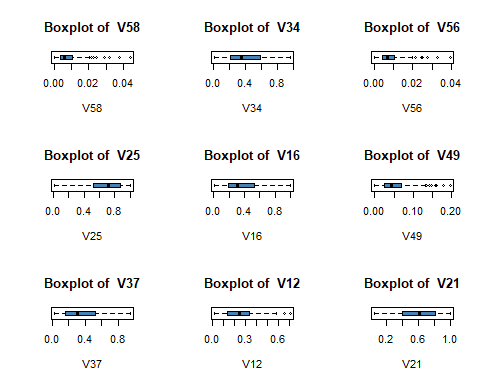 Boxplot of  V58
Boxplot of  V34
Boxplot of  V56
0.00 0.02 0.04
0.0 0.4 0.8
0.00 0.02 0.04
V58
V34
V56
Boxplot of  V25
Boxplot of  V16
Boxplot of  V49
0.0 0.4 0.8
0.0 0.4 0.8
0.00 0.10 0.20
V25
V16
V49
Boxplot of  V37
Boxplot of  V12
Boxplot of  V21
0.0 0.4 0.8
0.0 0.3 0.6
0.2 0.6 1.0
V37
V12
V21